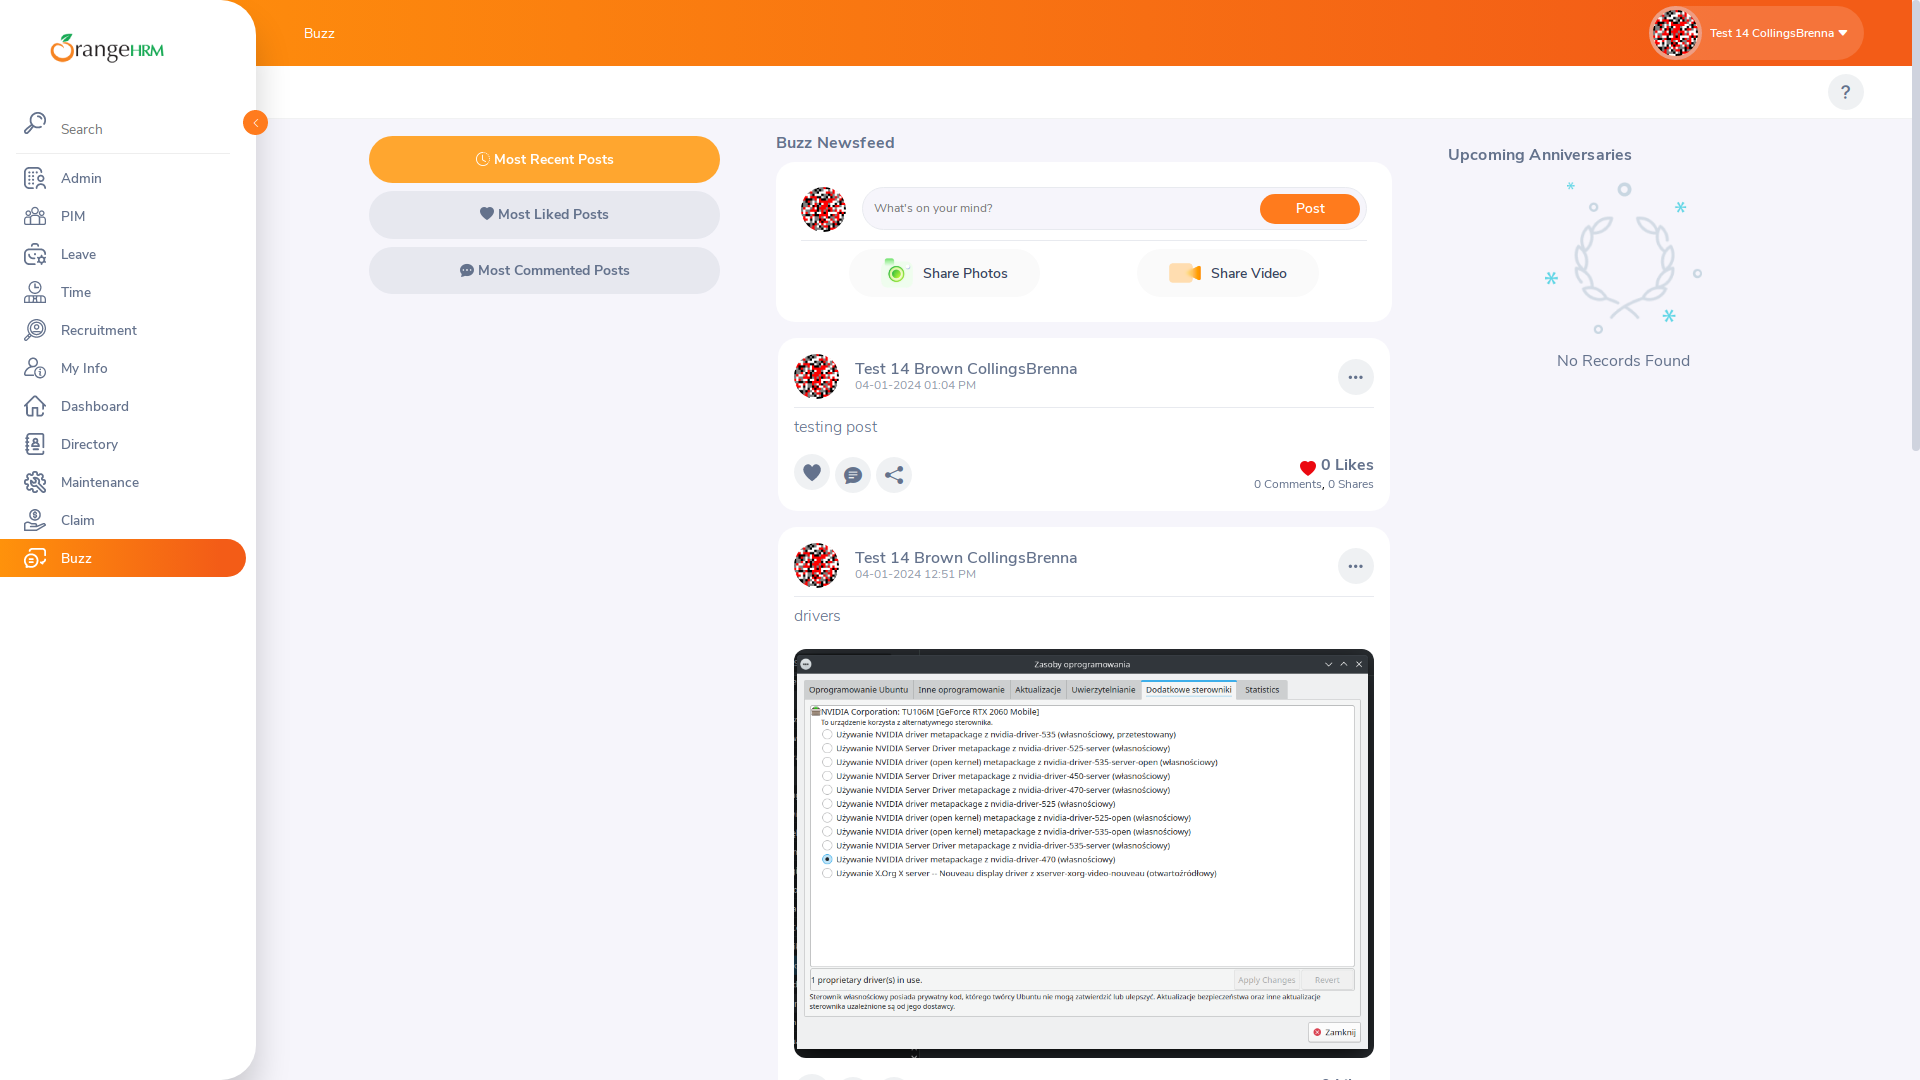 OrangeHRM
Search
Admin
PIM
Leave
Time
Recruitment
My Info
Dashboard
Directory
Maintenance
Claim
Buzz
Buzz
Test 14 CollingsBrenna
?
Most Recent Posts
Most Liked Posts
Most Commented Posts
Buzz Newsfeed
What's on your mind?
Post
Share Photos
Share Video
Test 14 Brown CollingsBrenna
04-01-2024 01:04 PM
testing post
0 Likes
0 Comments, 0 Shares
Test 14 Brown CollingsBrenna
04-01-2024 12:51 PM
drivers
Zasoby oprogramowania
Oprogramowanie Ubuntu
Inne oprogramowanie
Aktualizacje
Uwierzytelnianie
Dodatkowe sterowniki
Statistics
NVIDIA Corporation: TU106M [GeForce RTX 2060 Mobile]
To urządzenie korzysta z alternatywnego sterownika.
Używanie NVIDIA driver metapackage z nvidia-driver-535 (własnościowy, przetestowany)
Używanie NVIDIA Server Driver metapackage z nvidia-driver-525-server (własnościowy)
Używanie NVIDIA driver (open kernel) metapackage z nvidia-driver-535-server-open (własnościowy)
Używanie NVIDIA Server Driver metapackage z nvidia-driver-450-server (własnościowy)
Używanie NVIDIA Server Driver metapackage z nvidia-driver-470-server (własnościowy)
Używanie NVIDIA driver metapackage z nvidia-driver-525 (własnościowy)
Używanie NVIDIA driver (open kernel) metapackage z nvidia-driver-525-open (własnościowy)
Używanie NVIDIA driver (open kernel) metapackage z nvidia-driver-535-open (własnościowy)
Używanie NVIDIA Server Driver metapackage z nvidia-driver-535-server (własnościowy)
Używanie NVIDIA driver metapackage z nvidia-driver-470 (własnościowy)
Używanie X.Org X server -- Nouveau display driver z xserver-xorg-video-nouveau (otwartoźródłowy)
1 proprietary driver(s) in use.
Apply Changes
Revert
Sterownik własnościowy posiada prywatny kod, którego twórcy Ubuntu nie mogą zatwierdzić lub ulepszyć. Aktualizacje bezpieczeństwa oraz inne aktualizacje
sterownika uzależnione są od jego dostawcy.
Zamknij
Upcoming Anniversaries
No Records Found